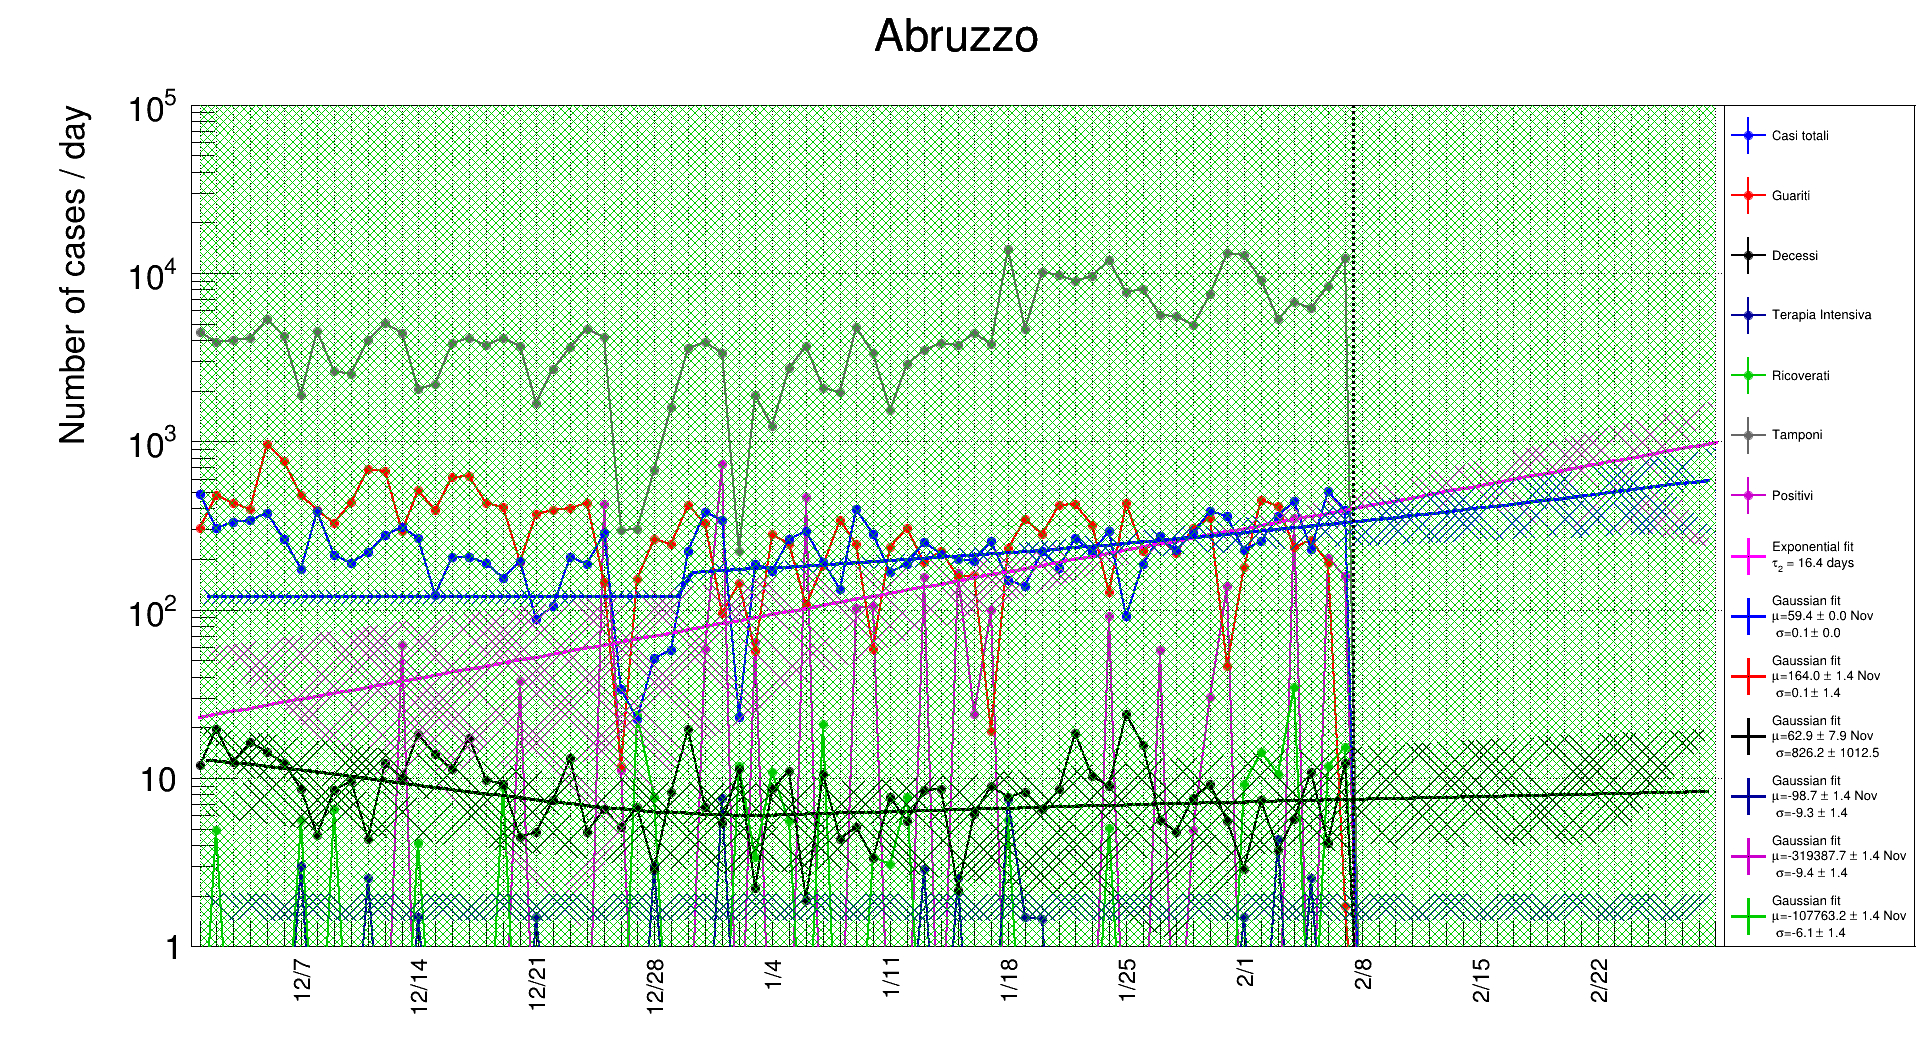 Abruzzo
Number of cases / day
10^5
10^4
10^3
10^2
10
1
12/7
12/14
12/21
12/28
1/4
1/11
1/18
1/25
2/1
2/8
2/15
2/22
Casi totali
Guariti
Decessi
Terapia Intensiva
Ricoverati
Tamponi
Positivi
Exponential fit
τ₂ = 16.4 days
Gaussian fit
μ=59.4 ± 0.0 Nov
σ=0.1± 0.0
Gaussian fit
μ=164.0 ± 1.4 Nov
σ=0.1± 1.4
Gaussian fit
μ=62.9 ± 7.9 Nov
σ=826.2 ± 1012.5
Gaussian fit
μ=-98.7 ± 1.4 Nov
σ=-9.3 ± 1.4
Gaussian fit
μ=-319387.7 ± 1.4 Nov
σ=-9.4 ± 1.4
Gaussian fit
μ=-107763.2 ± 1.4 Nov
σ=-6.1 ± 1.4